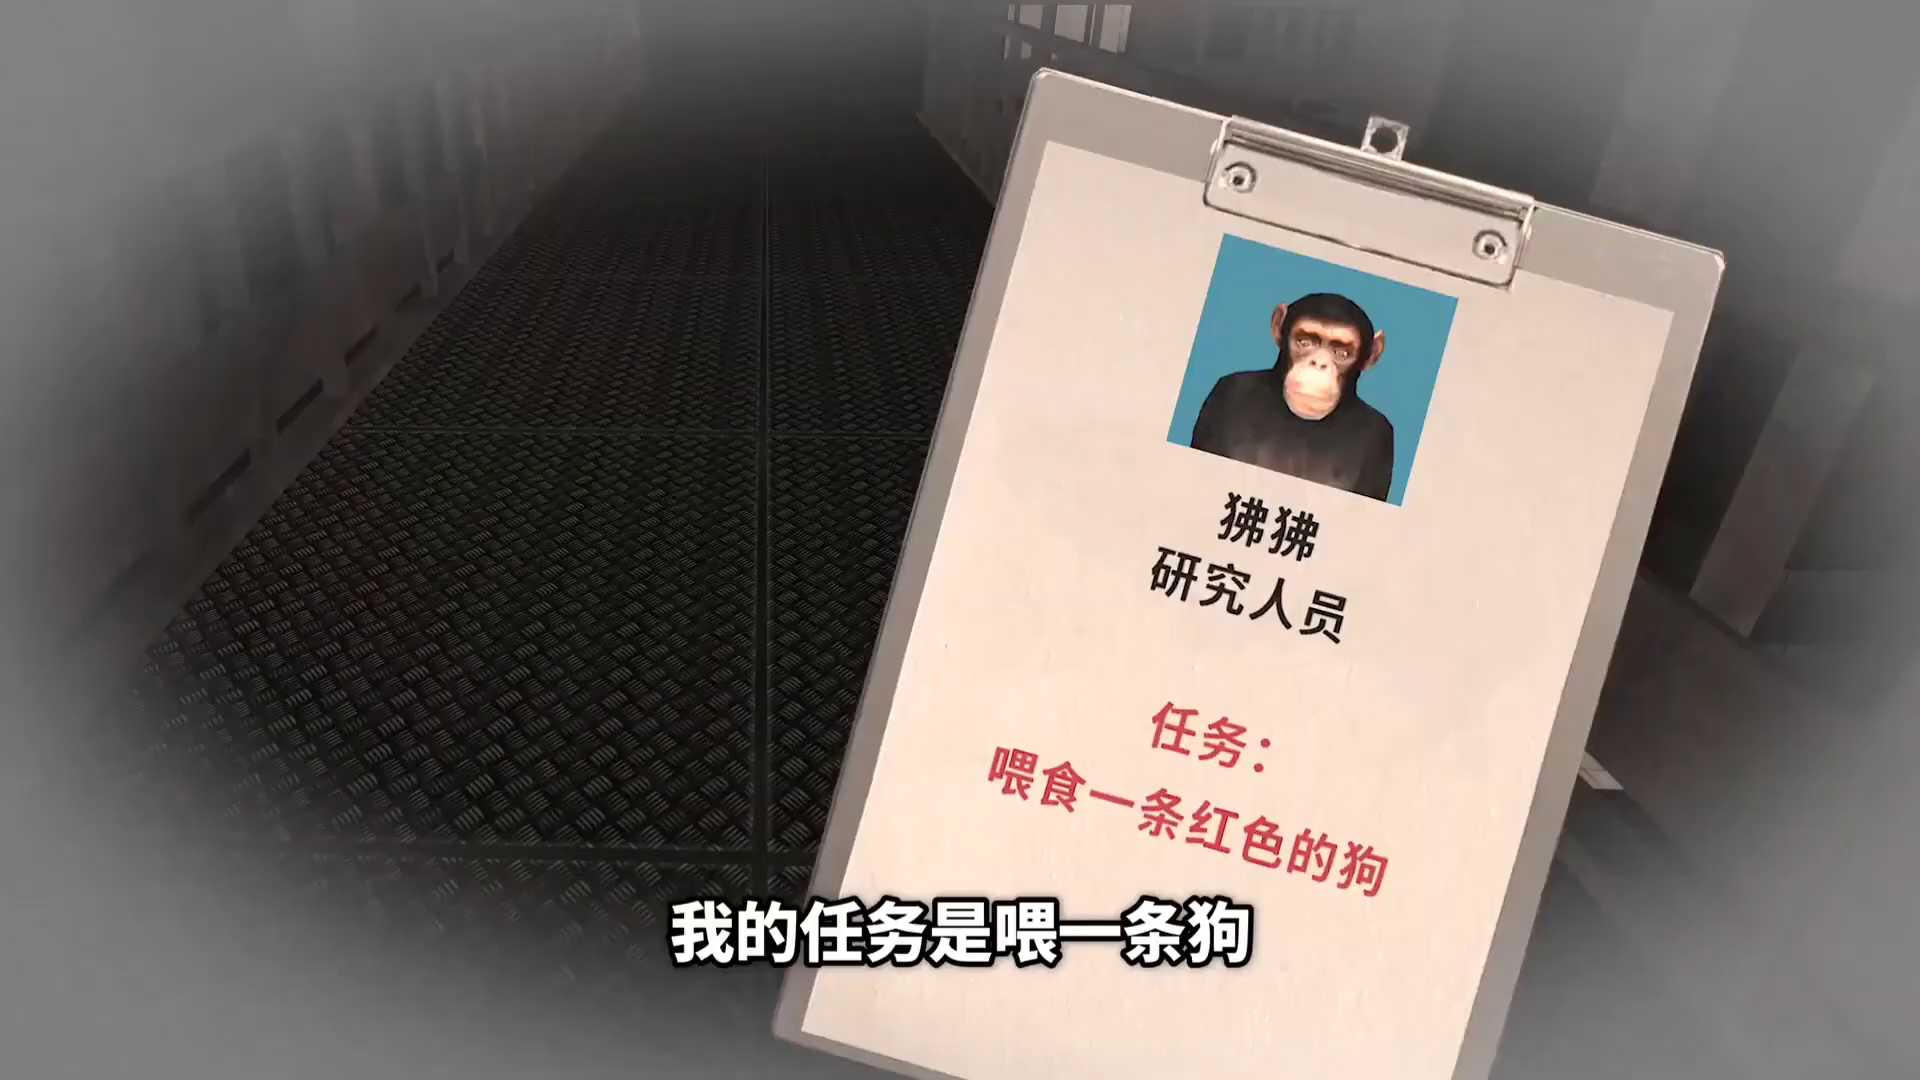 狒狒
研究人员
任务：
喂食一条红色的狗
我的任务是喂一条狗